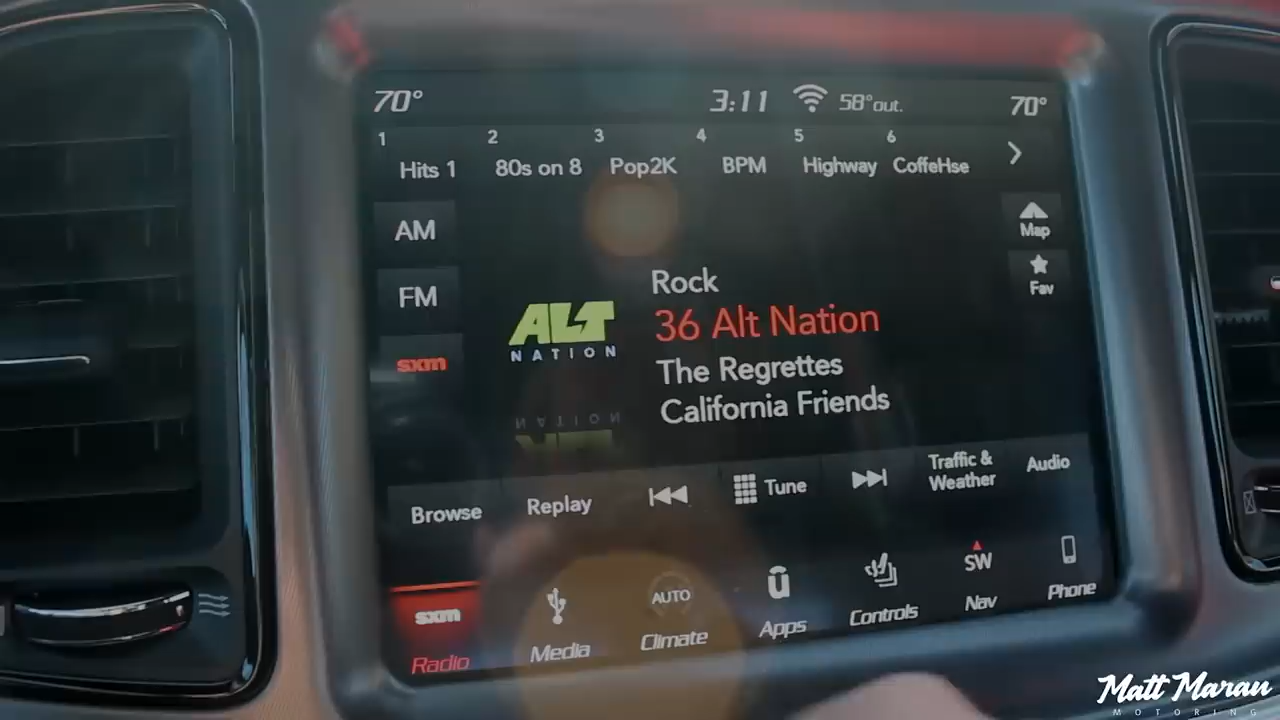 70° 3:11 58°out. 70°
1 2 3 4 5 6
Hits 1 80s on 8 Pop2K BPM Highway CoffeHse
AM
Map
FM
Fav
sxm
Rock
36 Alt Nation
The Regrettes
California Friends
ALT
NATION
Browse Replay Tune Traffic & Weather Audio
sxm AUTO SW
Radio Media Climate Apps Controls Nav Phone
Matt Maran
MOTORING